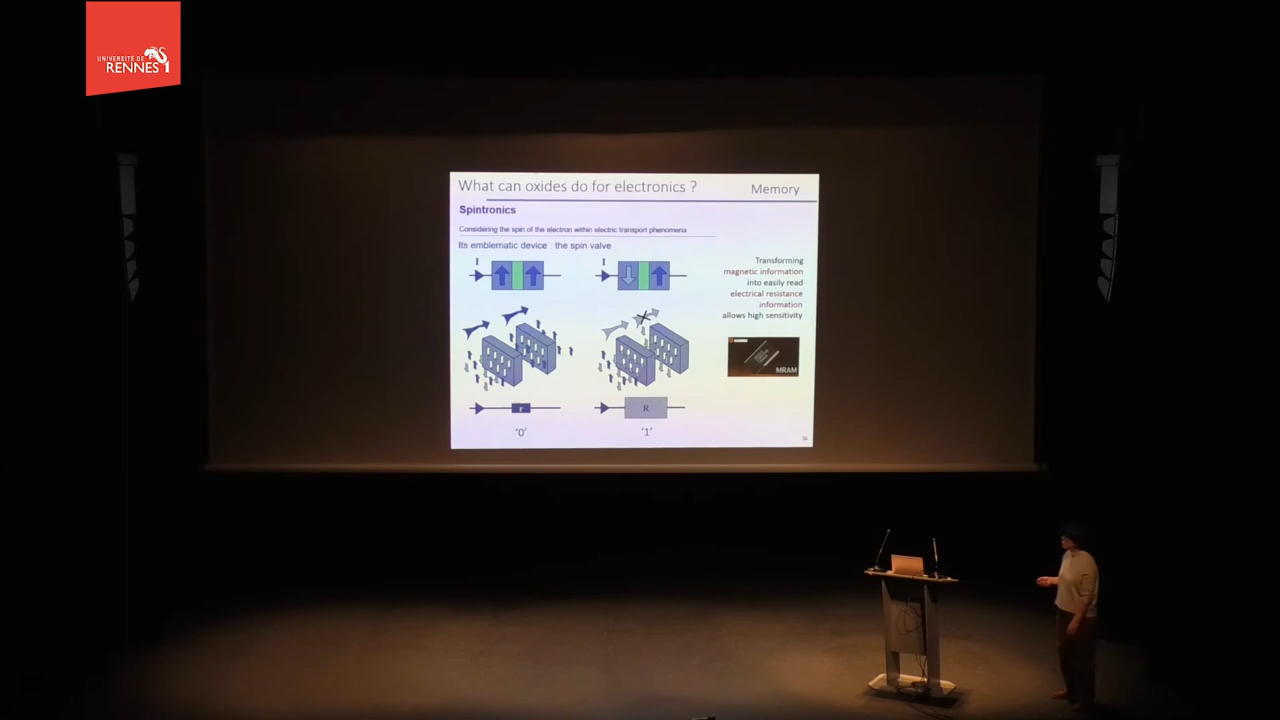 UNIVERSITÉ DE
RENNES 1
What can oxides do for electronics ?
Memory
Spintronics
Considering the spin of the electron within electric transport phenomena
Its emblematic device : the spin valve
I
I
Transforming
magnetic information
into easily read
electrical resistance
information
allows high sensitivity
MRAM
r
R
'0'
'1'